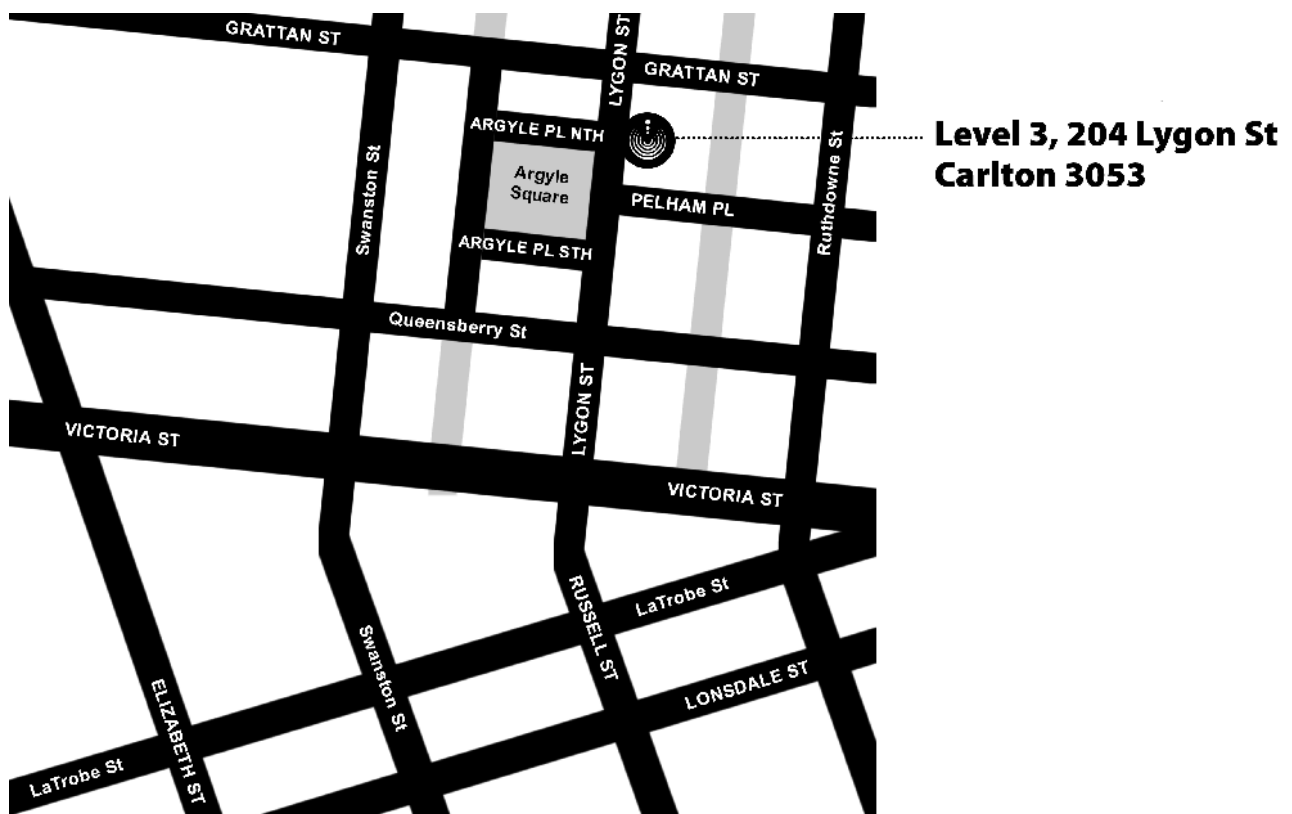 GRATTAN ST
LYGON ST
GRATTAN ST
ARGYLE PL NTH
Level 3, 204 Lygon St
Carlton 3053
Swanston St
Argyle
Square
Ruthdowne St
PELHAM PL
ARGYLE PL STH
Queensberry St
LYGON ST
VICTORIA ST
VICTORIA ST
RUSSELL ST
LaTrobe St
Swanston St
LONSDALE ST
ELIZABETH ST
LaTrobe St